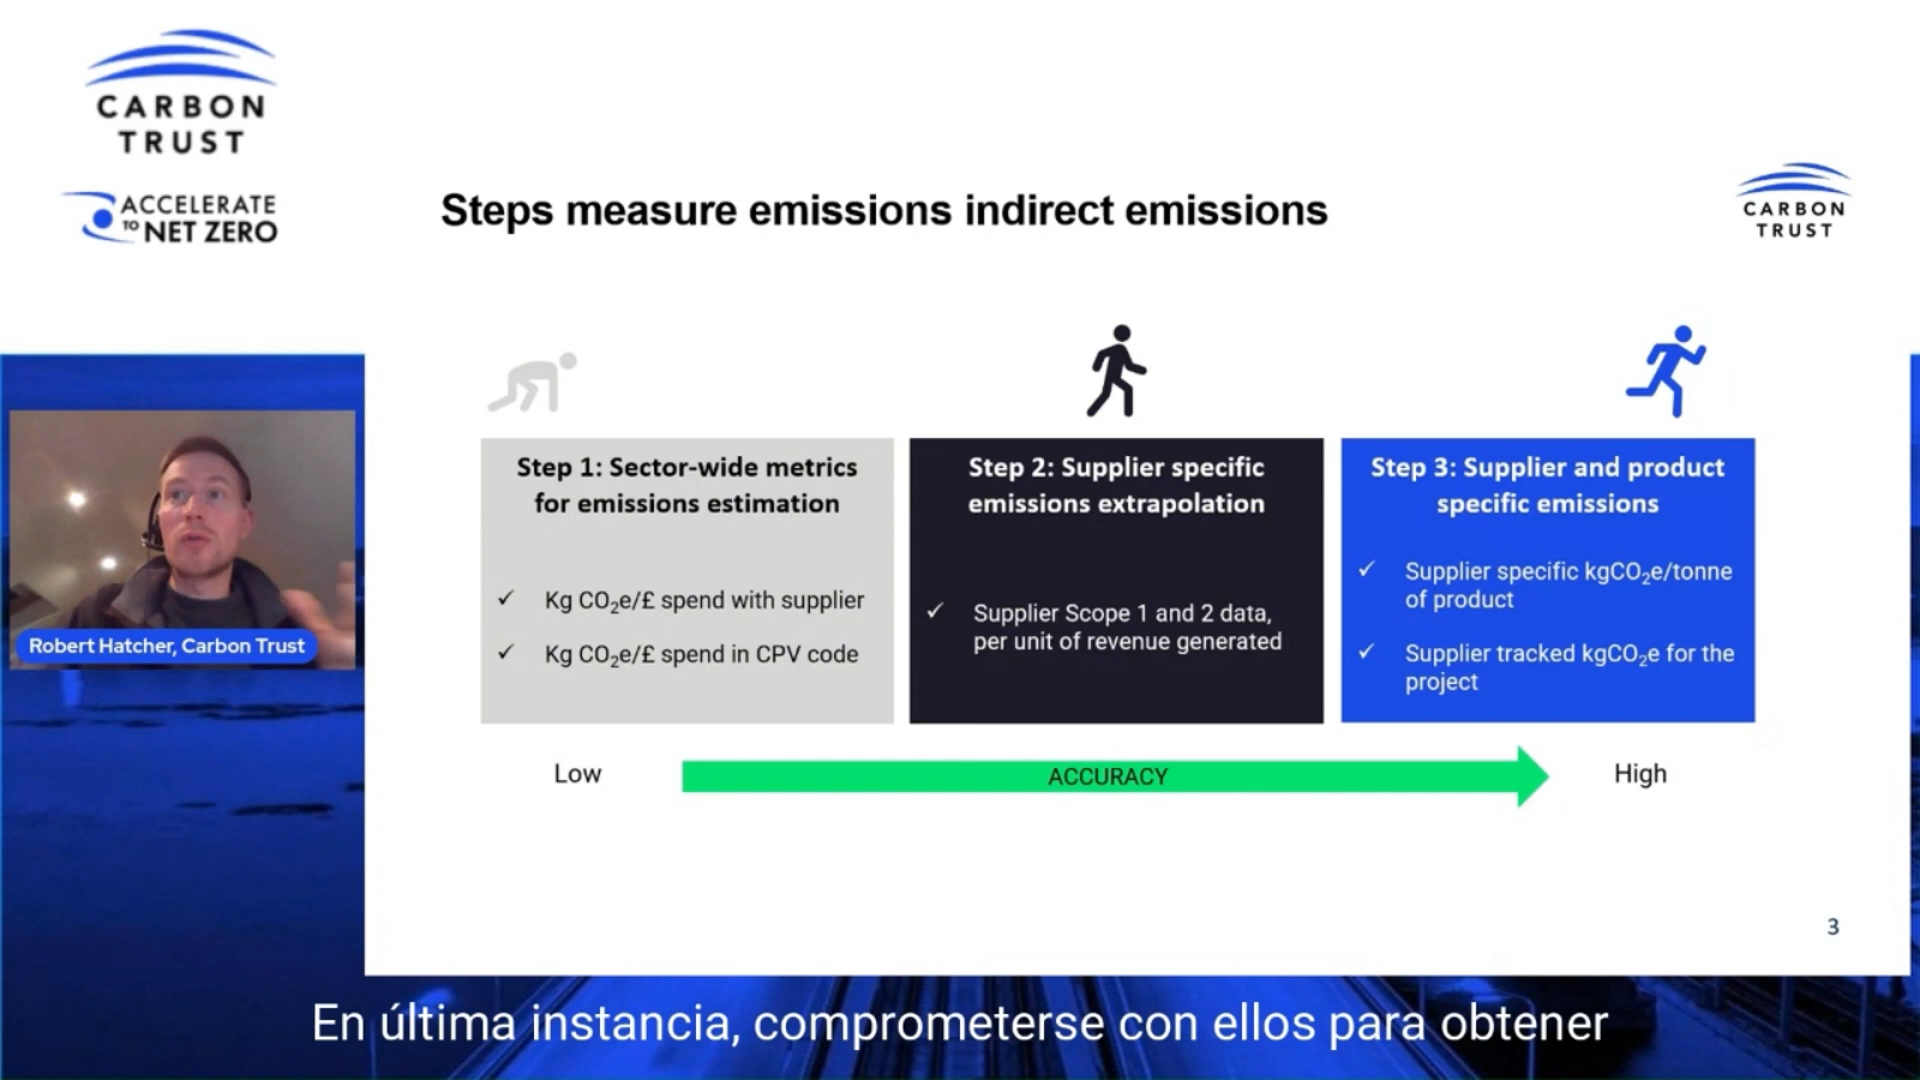 CARBON
TRUST
ACCELERATE
TO NET ZERO
Steps measure emissions indirect emissions
CARBON
TRUST
Step 1: Sector-wide metrics
for emissions estimation
✓ Kg CO₂e/£ spend with supplier
✓ Kg CO₂e/£ spend in CPV code
Step 2: Supplier specific
emissions extrapolation
✓ Supplier Scope 1 and 2 data,
per unit of revenue generated
Step 3: Supplier and product
specific emissions
✓ Supplier specific kgCO₂e/tonne
of product
✓ Supplier tracked kgCO₂e for the
project
Robert Hatcher, Carbon Trust
Low
ACCURACY
High
3
En última instancia, comprometerse con ellos para obtener